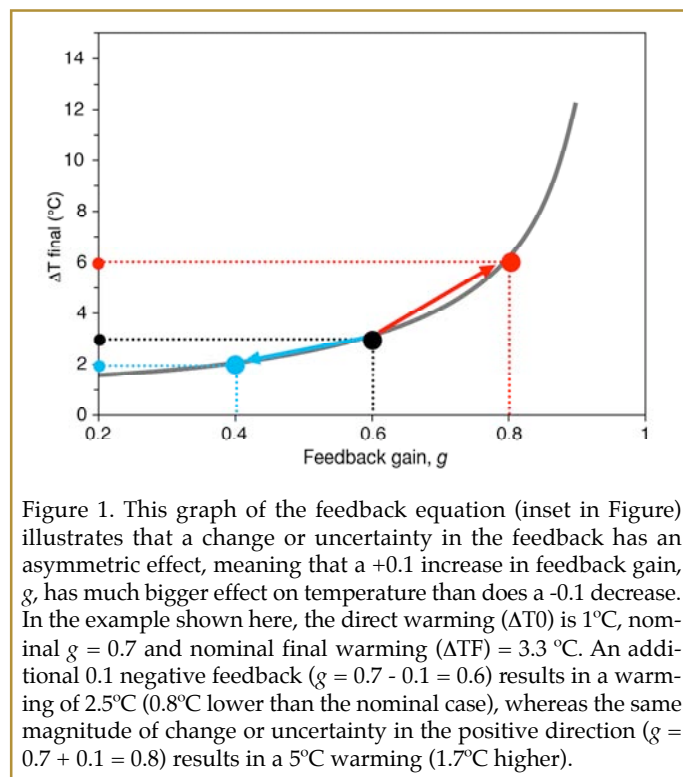 14
12
10
8
6
4
2
0
ΔT final (°C)
0.2
0.4
0.6
0.8
1
Feedback gain, g
Figure 1. This graph of the feedback equation (inset in Figure)
illustrates that a change or uncertainty in the feedback has an
asymmetric effect, meaning that a +0.1 increase in feedback gain,
g, has much bigger effect on temperature than does a -0.1 decrease.
In the example shown here, the direct warming (ΔT0) is 1ºC, nom-
inal g = 0.7 and nominal final warming (ΔTF) = 3.3 ºC. An addi-
tional 0.1 negative feedback (g = 0.7 - 0.1 = 0.6) results in a warm-
ing of 2.5ºC (0.8ºC lower than the nominal case), whereas the same
magnitude of change or uncertainty in the positive direction (g =
0.7 + 0.1 = 0.8) results in a 5ºC warming (1.7ºC higher).